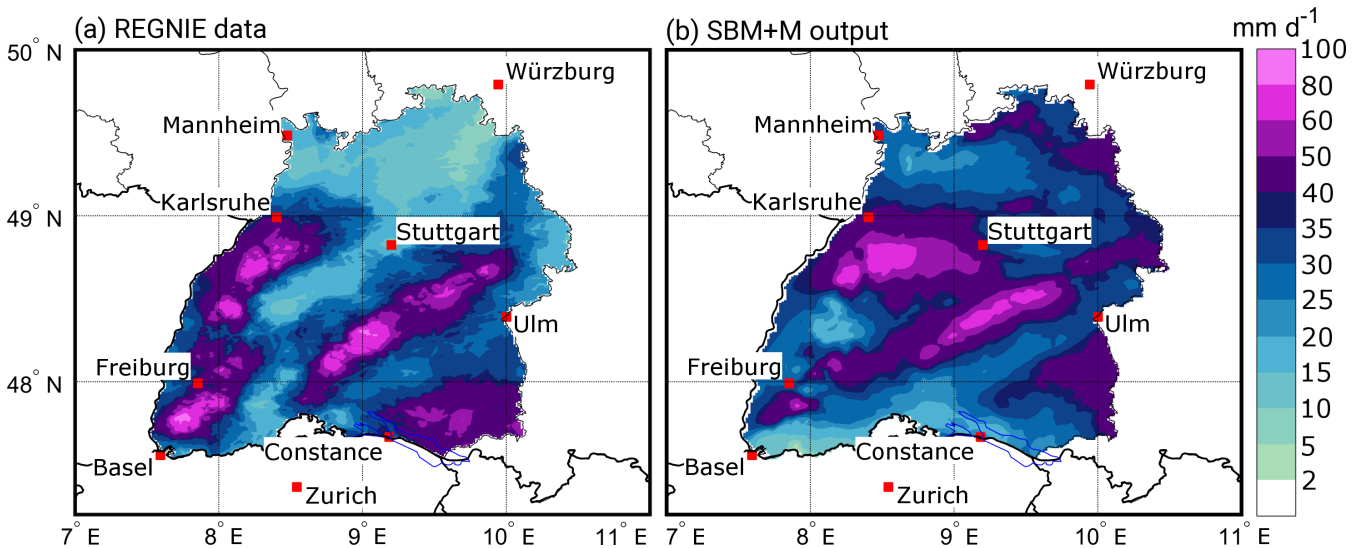 (a) REGNIE data
(b) SBM+M output
mm d⁻¹
50° N
49° N
48° N
Würzburg
Mannheim
Karlsruhe
Stuttgart
Ulm
Freiburg
Constance
Basel
Zurich
7° E
8° E
9° E
10° E
11° E
Würzburg
Mannheim
Karlsruhe
Stuttgart
Ulm
Freiburg
Constance
Basel
Zurich
7° E
8° E
9° E
10° E
11° E
100
80
60
50
40
35
30
25
20
15
10
5
2